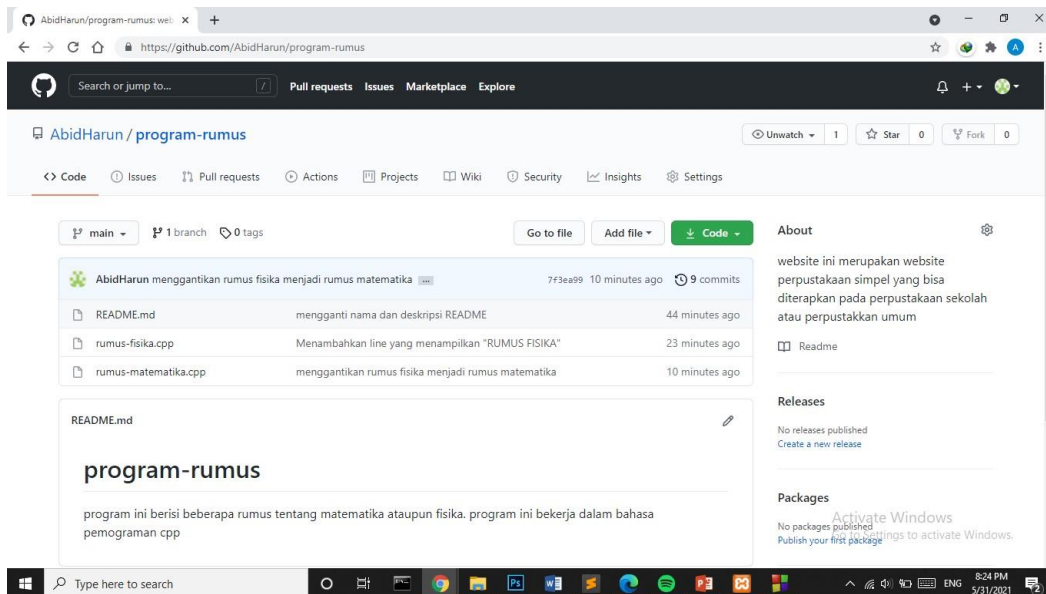 AbidHarun/program-rumus: web
https://github.com/AbidHarun/program-rumus
Search or jump to... / Pull requests Issues Marketplace Explore
AbidHarun / program-rumus Unwatch 1 Star 0 Fork 0
<> Code Issues Pull requests Actions Projects Wiki Security Insights Settings
main 1 branch 0 tags Go to file Add file Code
AbidHarun menggantikan rumus fisika menjadi rumus matematika ... 7f3ea99 10 minutes ago 9 commits
README.md mengganti nama dan deskripsi README 44 minutes ago
rumus-fisika.cpp Menambahkan line yang menampilkan "RUMUS FISIKA" 23 minutes ago
rumus-matematika.cpp menggantikan rumus fisika menjadi rumus matematika 10 minutes ago
README.md
program-rumus
program ini berisi beberapa rumus tentang matematika ataupun fisika. program ini bekerja dalam bahasa
pemograman cpp
About
website ini merupakan website
perpustakaan simpel yang bisa
diterapkan pada perpustakaan sekolah
atau perpustakkan umum
Readme
Releases
No releases published
Create a new release
Packages
No packages published
Publish your first package
Activate Windows
Go to Settings to activate Windows.
Type here to search
A
Ps
ENG
8:24 PM
5/31/2021
2